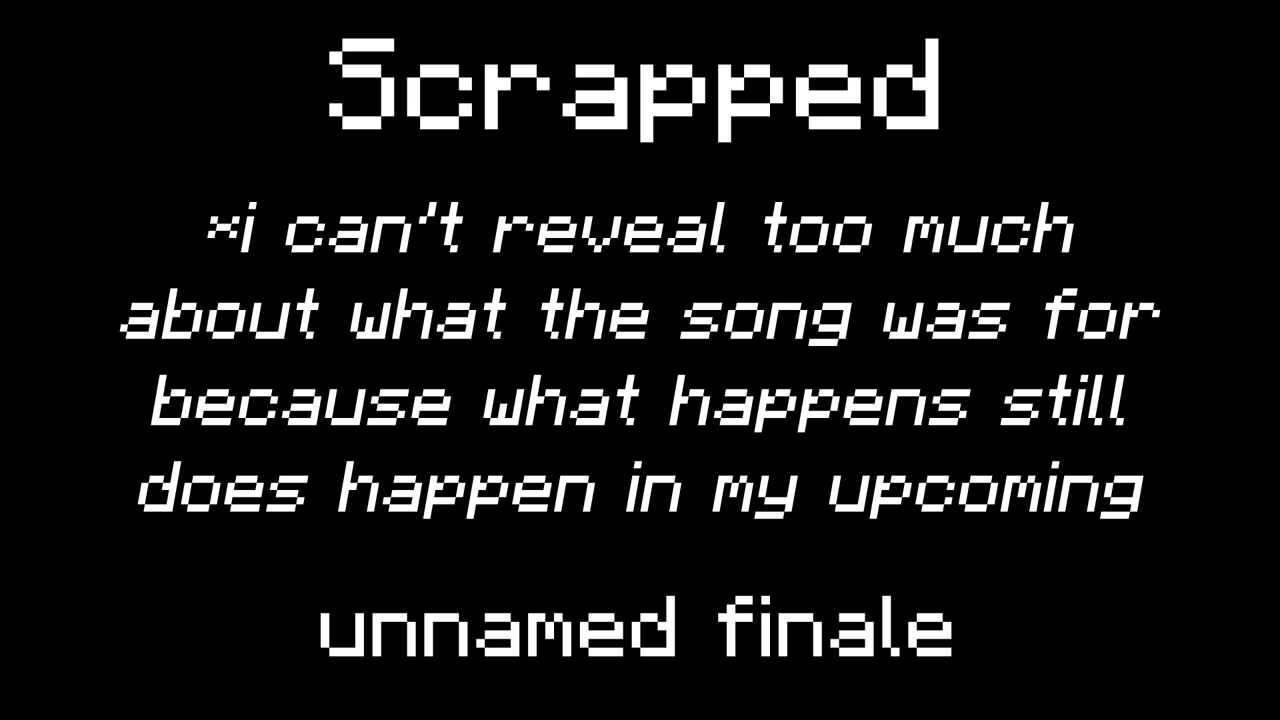 Scrapped
*i can't reveal too much
about what the song was for
because what happens still
does happen in my upcoming
unnamed finale